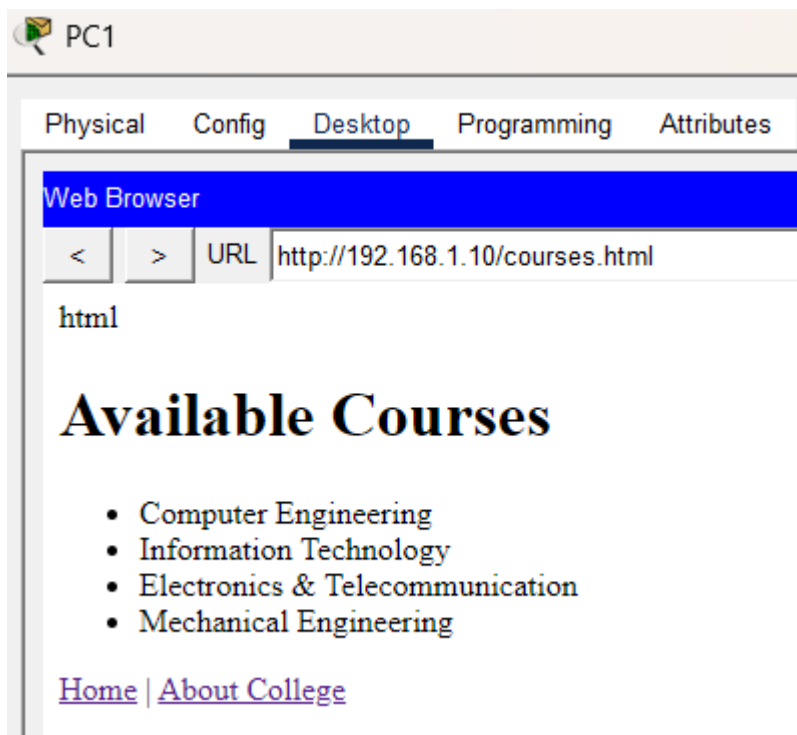 PC1
Physical Config Desktop Programming Attributes
Web Browser
< > URL http://192.168.1.10/courses.html
html
Available Courses
• Computer Engineering
• Information Technology
• Electronics & Telecommunication
• Mechanical Engineering
Home | About College